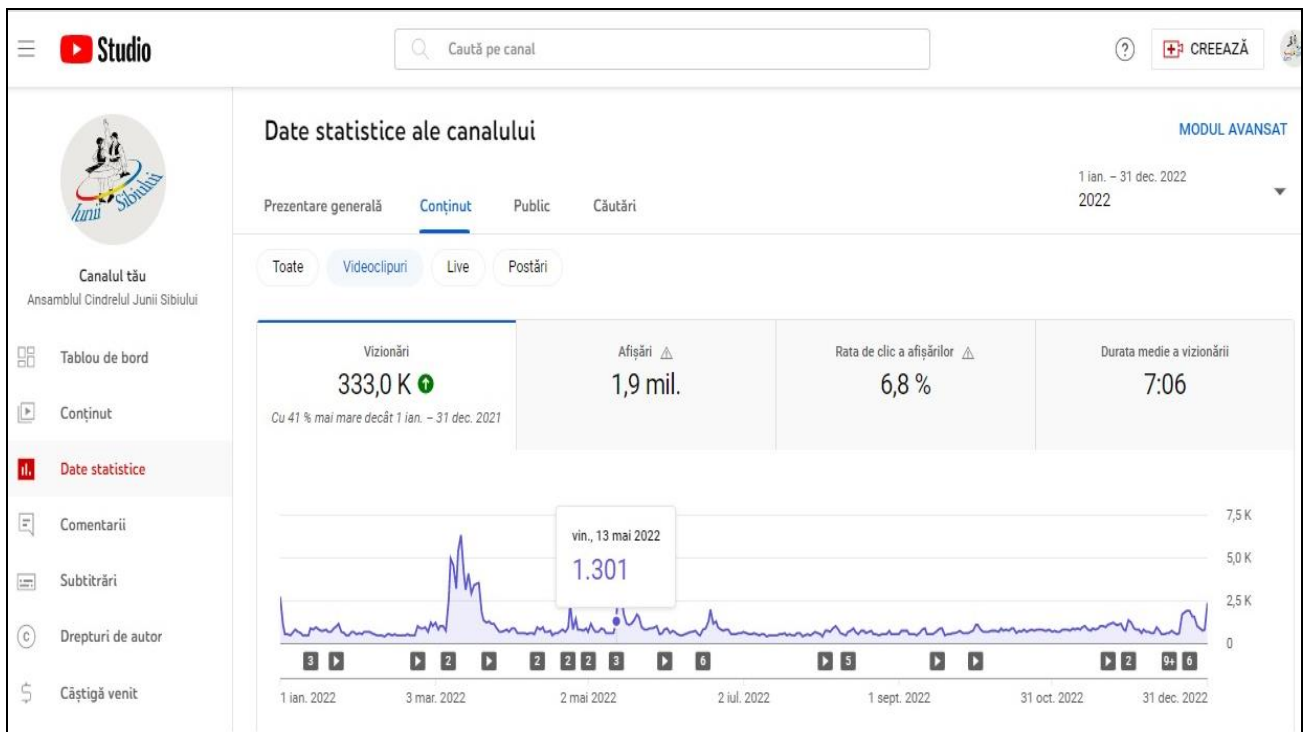 Studio
Caută pe canal
CREEAZĂ
Junii Sibiului
Canalul tău
Ansamblul Cindrelul Junii Sibiului
Tablou de bord
Conținut
Date statistice
Comentarii
Subtitrări
Drepturi de autor
Câștigă venit
Date statistice ale canalului
MODUL AVANSAT
1 ian. – 31 dec. 2022
2022
Prezentare generală Conținut Public Căutări
Toate Videoclipuri Live Postări
Vizionări Afișări Rata de clic a afișărilor Durata medie a vizionării
333,0 K 1,9 mil. 6,8 % 7:06
Cu 41 % mai mare decât 1 ian. – 31 dec. 2021
7,5 K
vin., 13 mai 2022
1.301
5,0 K
2,5 K
0
3 2 2 2 2 3 6 5 2 9+ 6
1 ian. 2022 3 mar. 2022 2 mai 2022 2 iul. 2022 1 sept. 2022 31 oct. 2022 31 dec. 2022